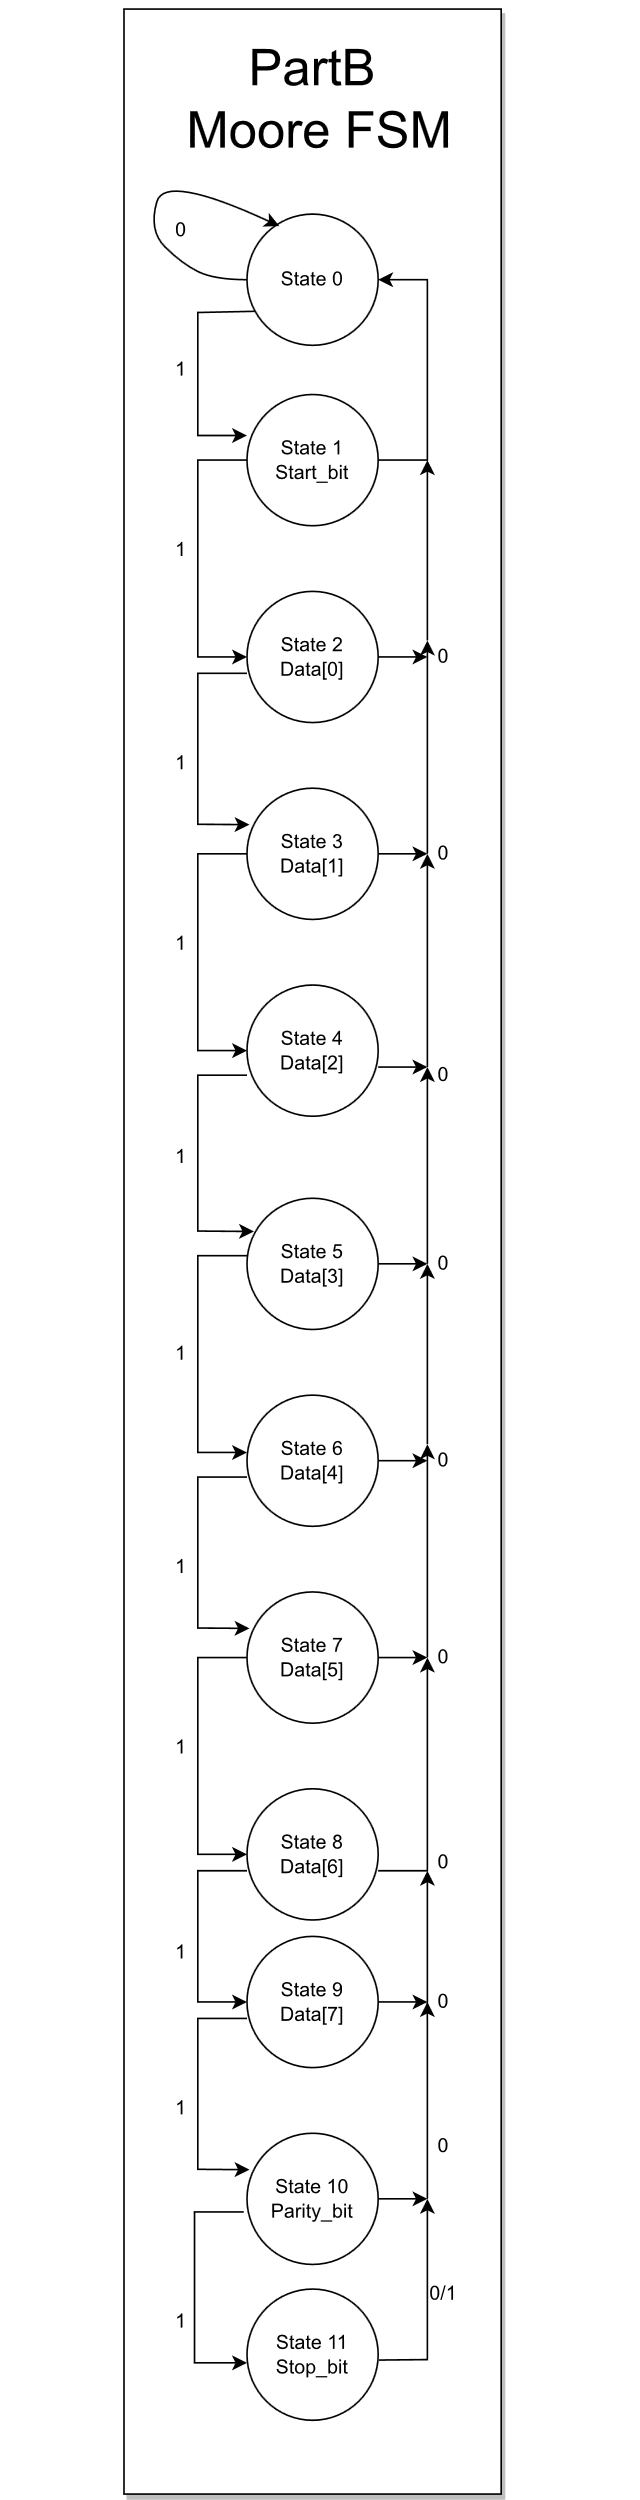 PartB
Moore FSM
0
State 0
1
State 1
Start_bit
1
State 2
Data[0]
0
1
State 3
Data[1]
0
1
State 4
Data[2]
0
1
State 5
Data[3]
0
1
State 6
Data[4]
0
1
State 7
Data[5]
0
1
State 8
Data[6]
0
1
State 9
Data[7]
0
1
0
State 10
Parity_bit
0/1
1
State 11
Stop_bit